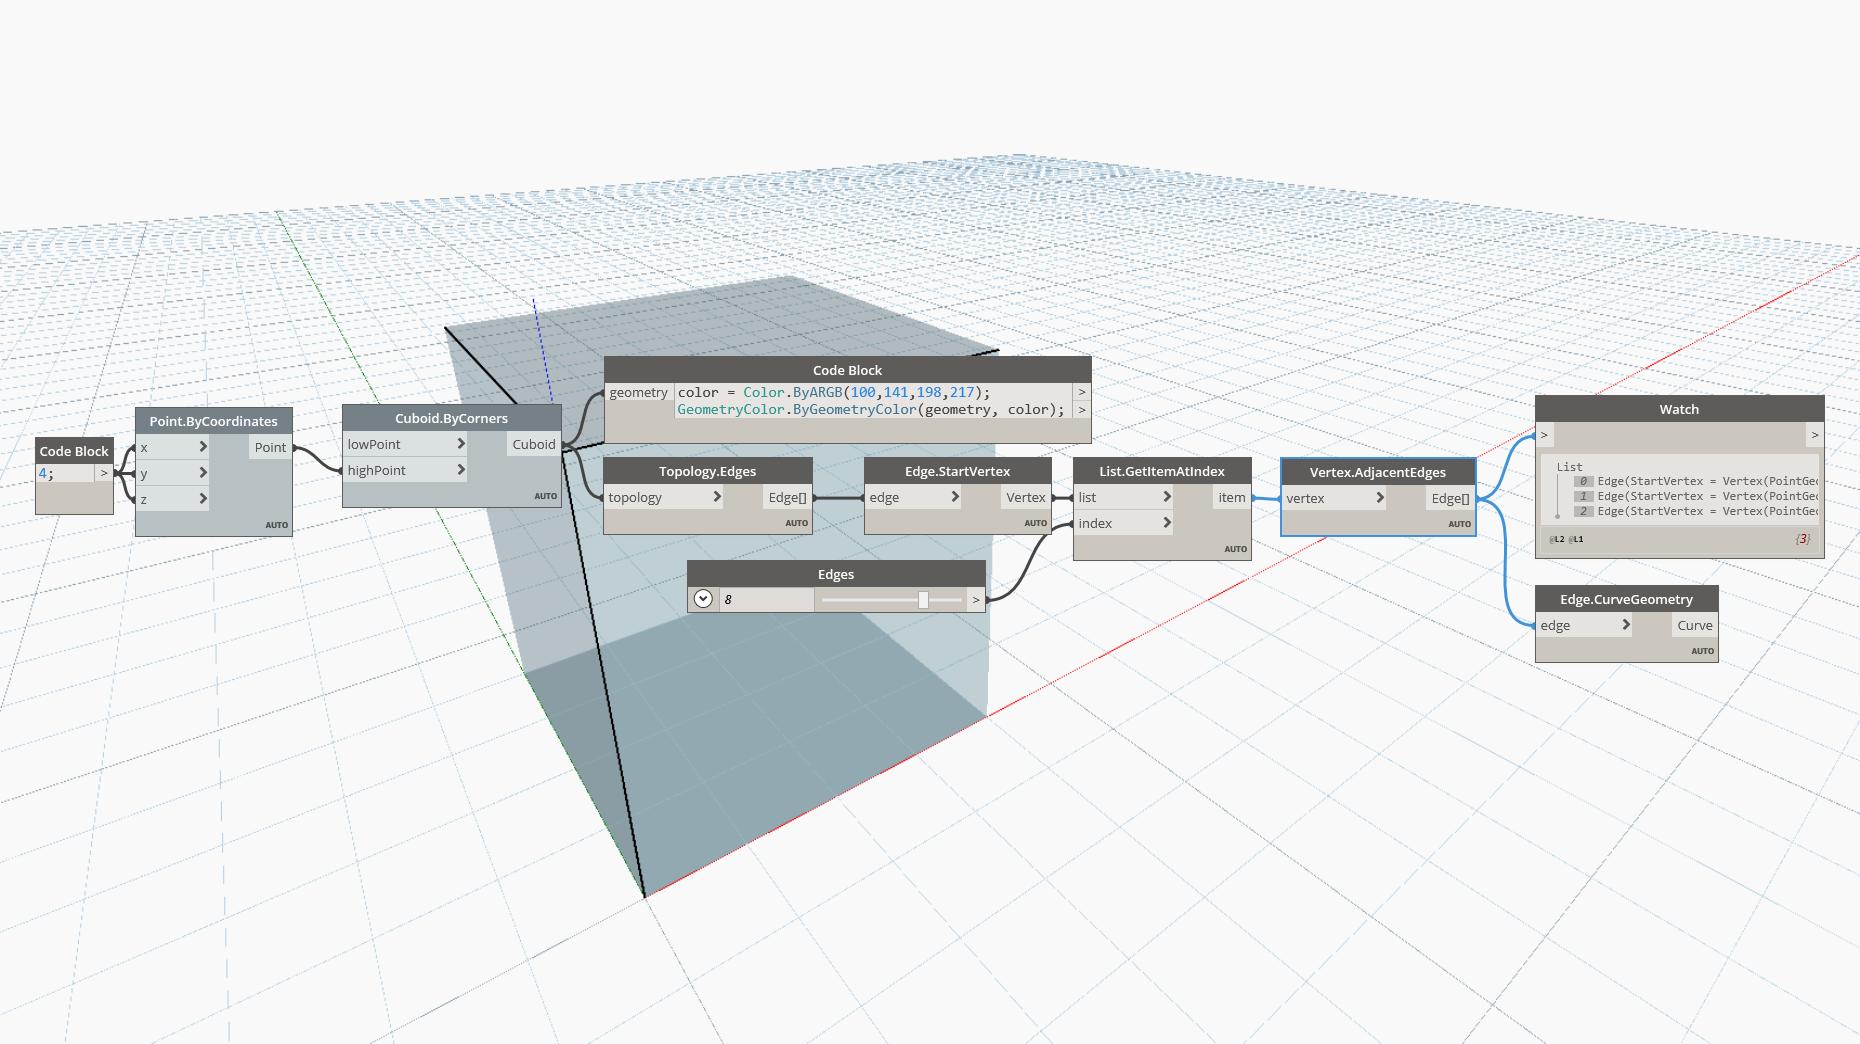 Code Block
4; >
Point.ByCoordinates
x > Point
y >
z >
AUTO
Cuboid.ByCorners
lowPoint > Cuboid
highPoint >
AUTO
Code Block
geometry color = Color.ByARGB(100,141,198,217); >
GeometryColor.ByGeometryColor(geometry, color); >
Topology.Edges
topology > Edge[]
AUTO
Edge.StartVertex
edge > Vertex
AUTO
Edges
8 >
List.GetItemAtIndex
list > item
index >
AUTO
Vertex.AdjacentEdges
vertex > Edge[]
AUTO
Watch
> >
List
0 Edge(StartVertex = Vertex(PointGeo
1 Edge(StartVertex = Vertex(PointGeo
2 Edge(StartVertex = Vertex(PointGeo
@L2 @L1 {3}
Edge.CurveGeometry
edge > Curve
AUTO